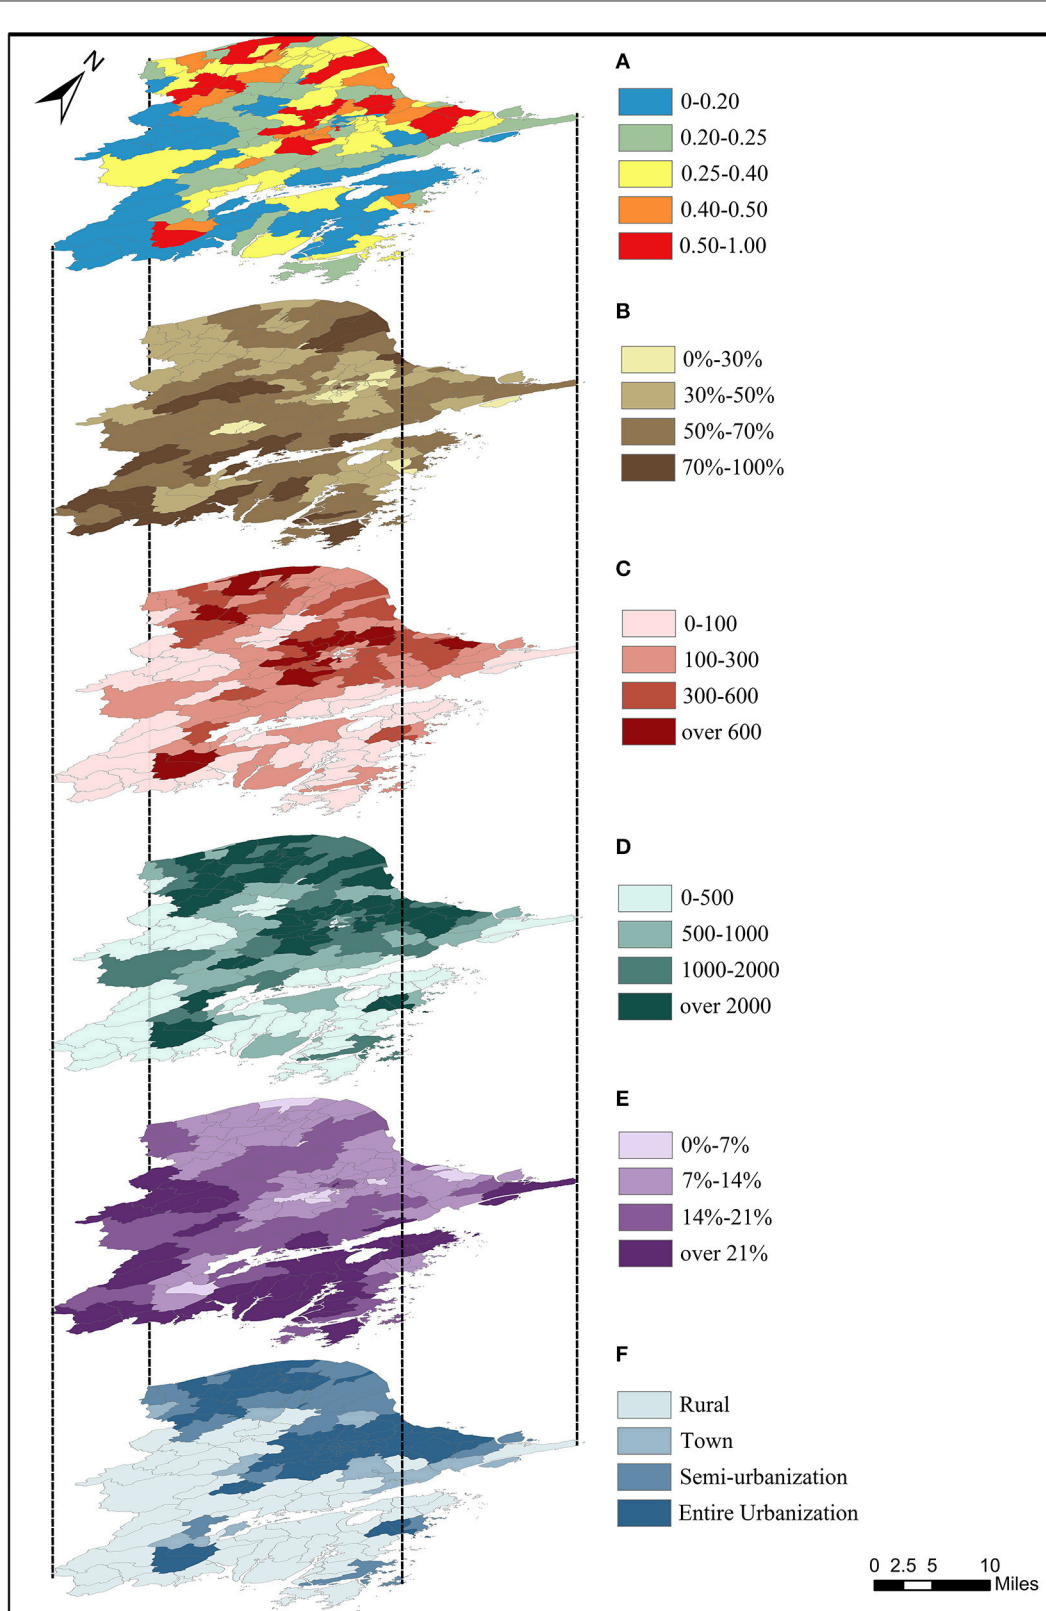 N
A
0-0.20
0.20-0.25
0.25-0.40
0.40-0.50
0.50-1.00
B
0%-30%
30%-50%
50%-70%
70%-100%
C
0-100
100-300
300-600
over 600
D
0-500
500-1000
1000-2000
over 2000
E
0%-7%
7%-14%
14%-21%
over 21%
F
Rural
Town
Semi-urbanization
Entire Urbanization
0 2.5 5 10
Miles